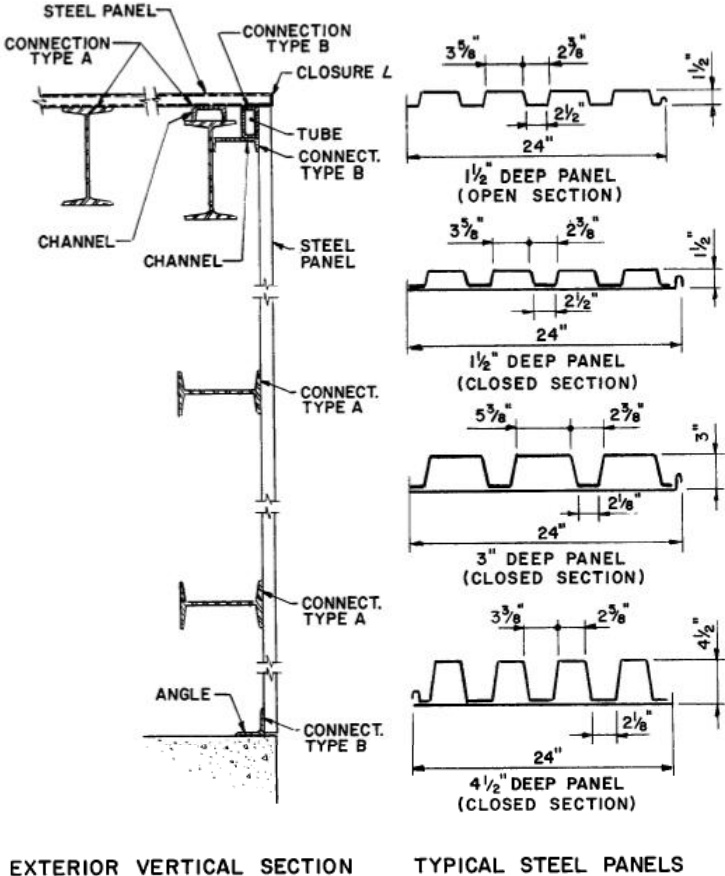 STEEL PANEL
CONNECTION
TYPE A
CONNECTION
TYPE B
CLOSURE L
TUBE
CONNECT.
TYPE B
CHANNEL
CHANNEL
STEEL
PANEL
CONNECT.
TYPE A
CONNECT.
TYPE A
ANGLE
CONNECT.
TYPE B
EXTERIOR VERTICAL SECTION
3⅝" 2⅜"
1½"
2½"
24"
1½" DEEP PANEL
(OPEN SECTION)
3⅝" 2⅜"
1½"
2½"
24"
1½" DEEP PANEL
(CLOSED SECTION)
5⅜" 2⅜"
3"
2⅛"
24"
3" DEEP PANEL
(CLOSED SECTION)
3⅜" 2⅝"
4½"
2⅛"
24"
4½" DEEP PANEL
(CLOSED SECTION)
TYPICAL STEEL PANELS